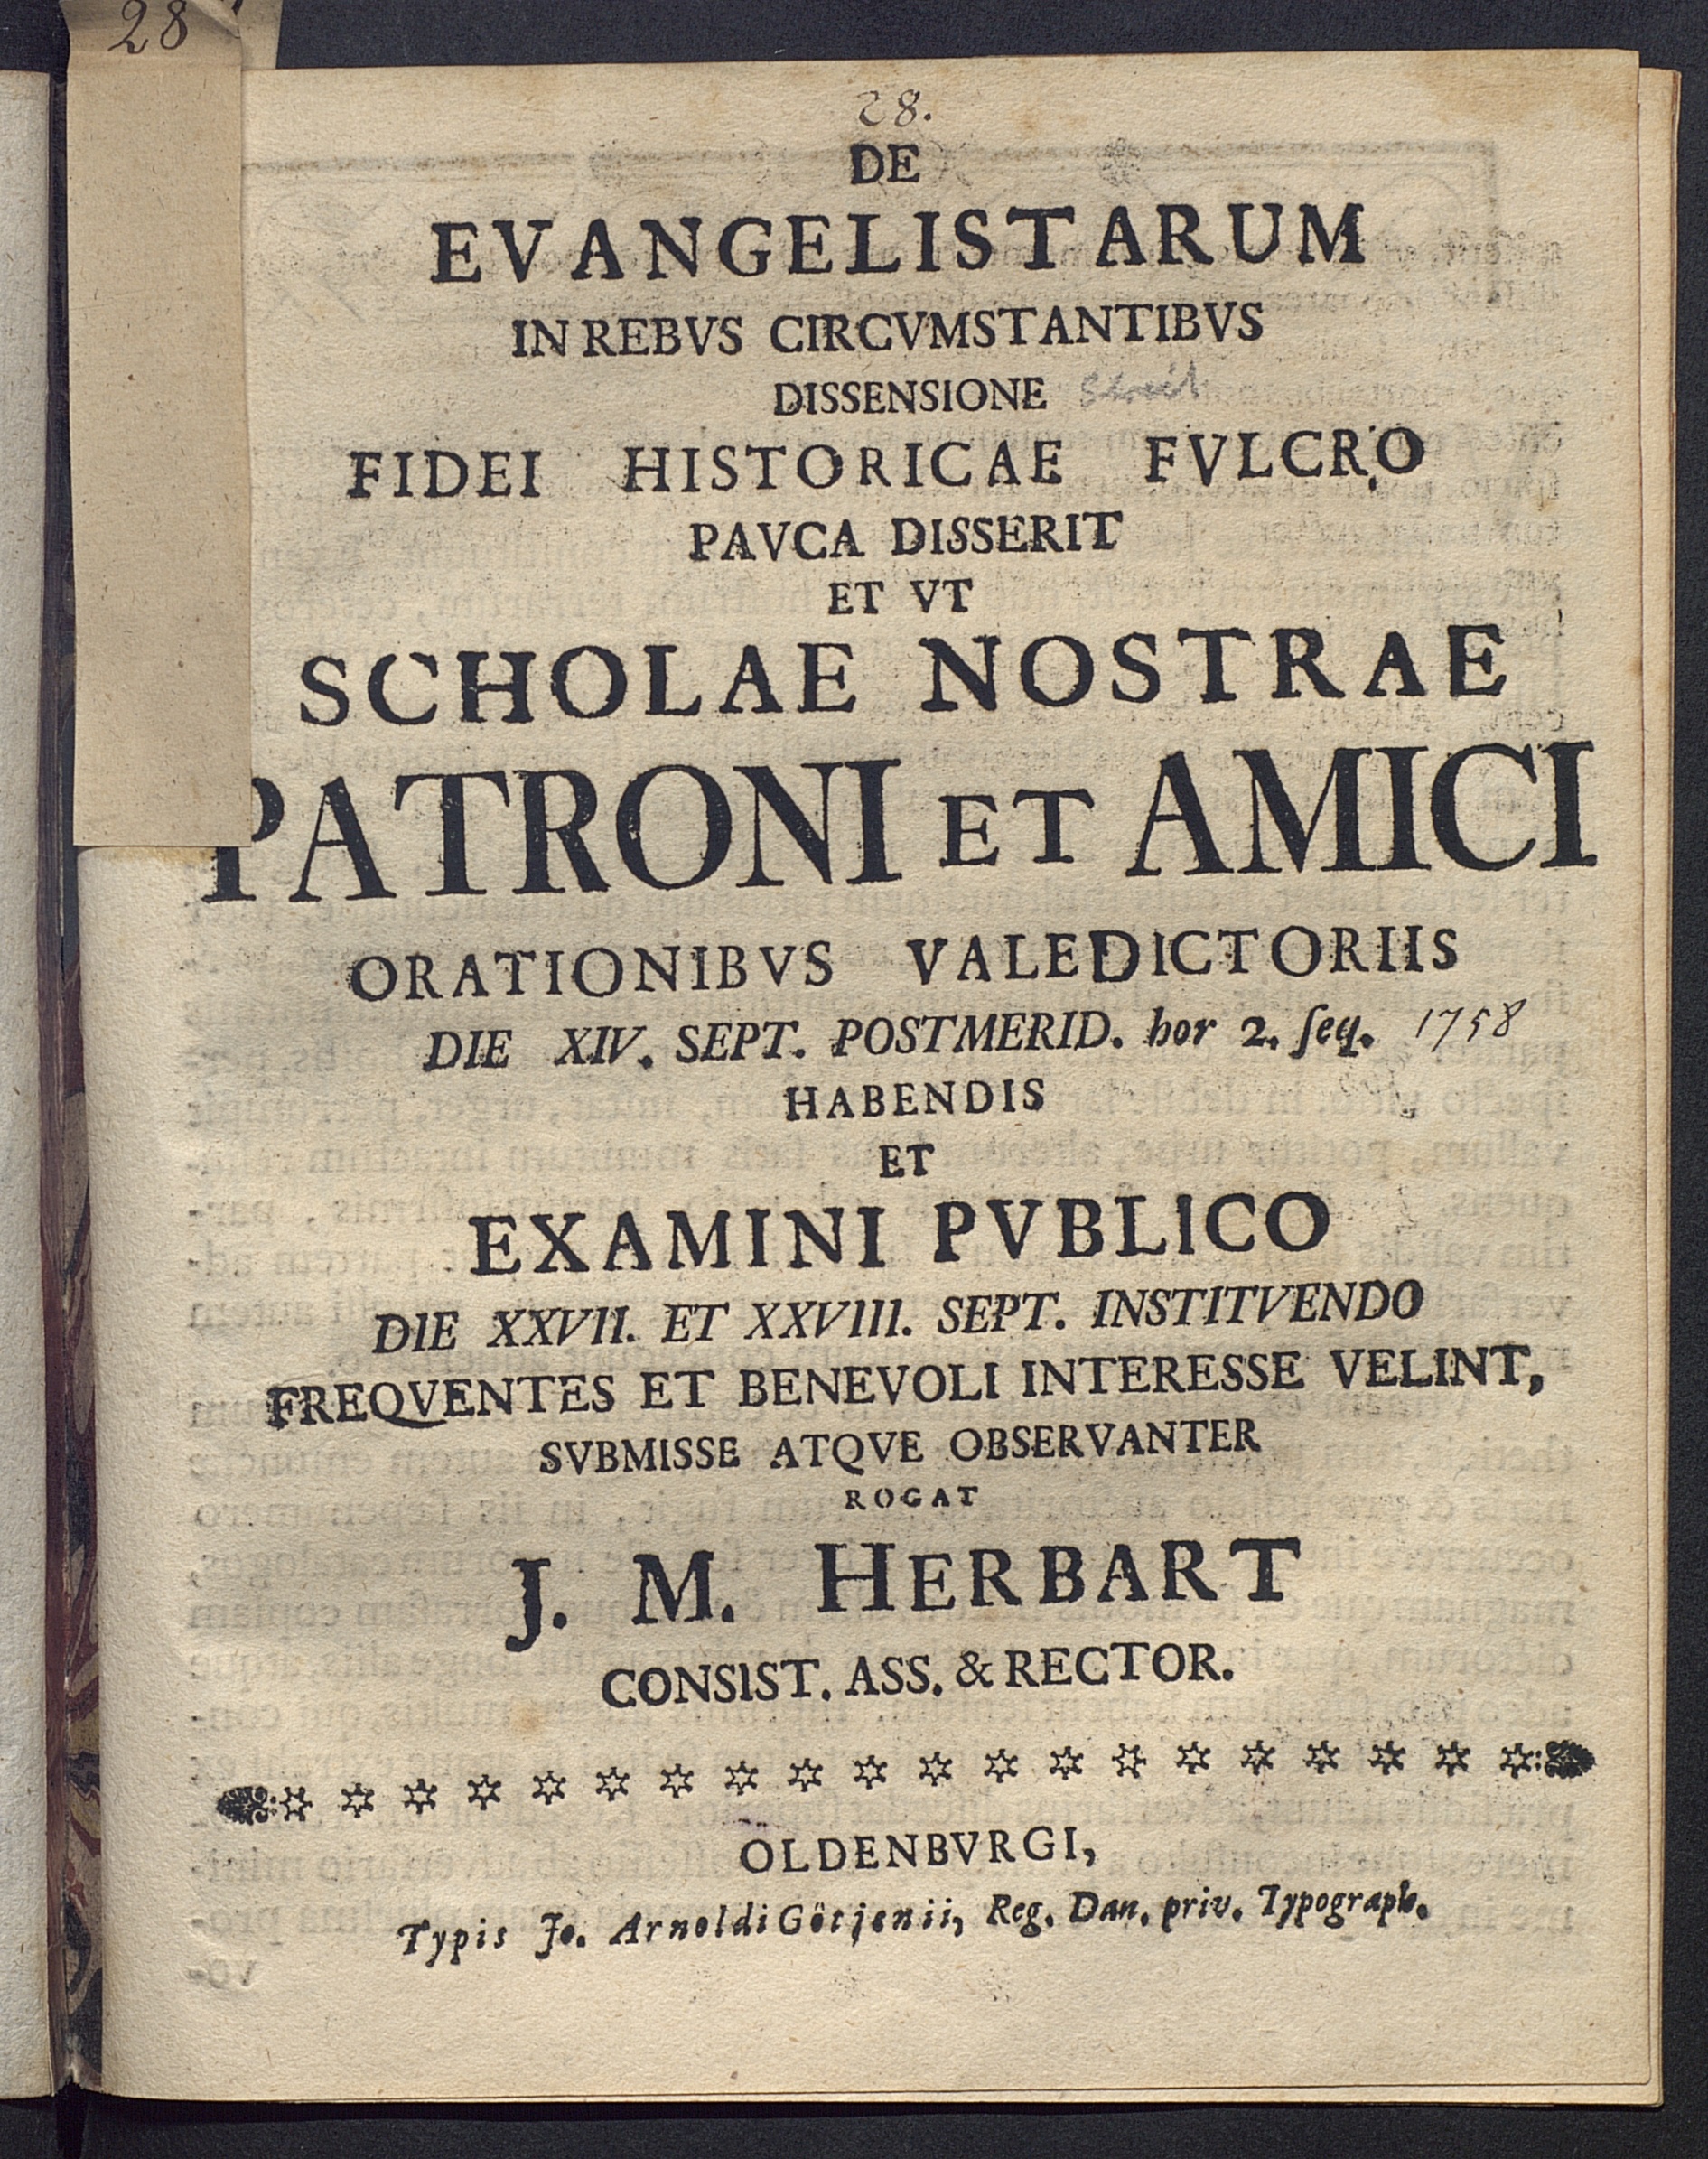 28
28.
DE
EVANGELISTARUM
IN REBVS CIRCVMSTANTIBVS
DISSENSIONE
FIDEI HISTORICAE FVLCRO
PAVCA DISSERIT
ET VT
SCHOLAE NOSTRAE
PATRONI ET AMICI
ORATIONIBVS VALEDICTORIIS
DIE XIV. SEPT. POSTMERID. hor 2. ſeq. 1758
HABENDIS
ET
EXAMINI PVBLICO
DIE XXVII. ET XXVIII. SEPT. INSTITVENDO
FREQVENTES ET BENEVOLI INTERESSE VELINT,
SVBMISSE ATQVE OBSERVANTER
ROGAT
J. M. HERBART
CONSIST. ASS. & RECTOR.
OLDENBVRGI,
Typis Jo. Arnoldi Götjenii, Reg. Dan. priv. Typograph.